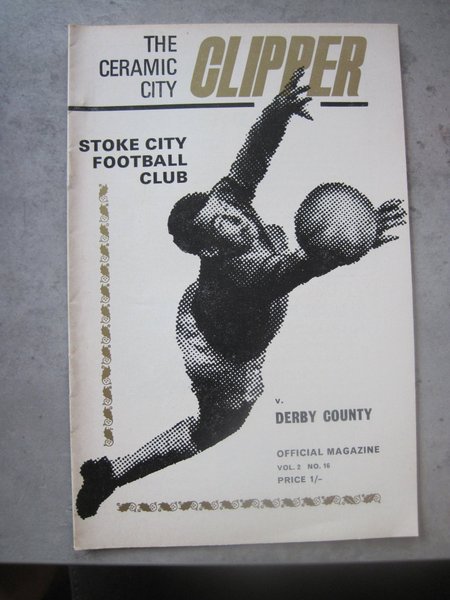 THE
CERAMIC
CITY
CLIPPER
STOKE CITY
FOOTBALL
CLUB
v.
DERBY COUNTY
OFFICIAL MAGAZINE
VOL. 2 NO. 16
PRICE 1/-